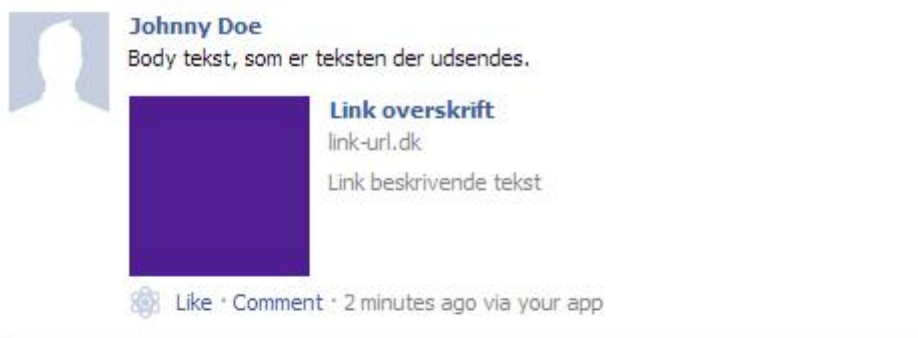 Johnny Doe
Body tekst, som er teksten der udsendes.
Link overskrift
link-url.dk
Link beskrivende tekst
Like · Comment · 2 minutes ago via your app